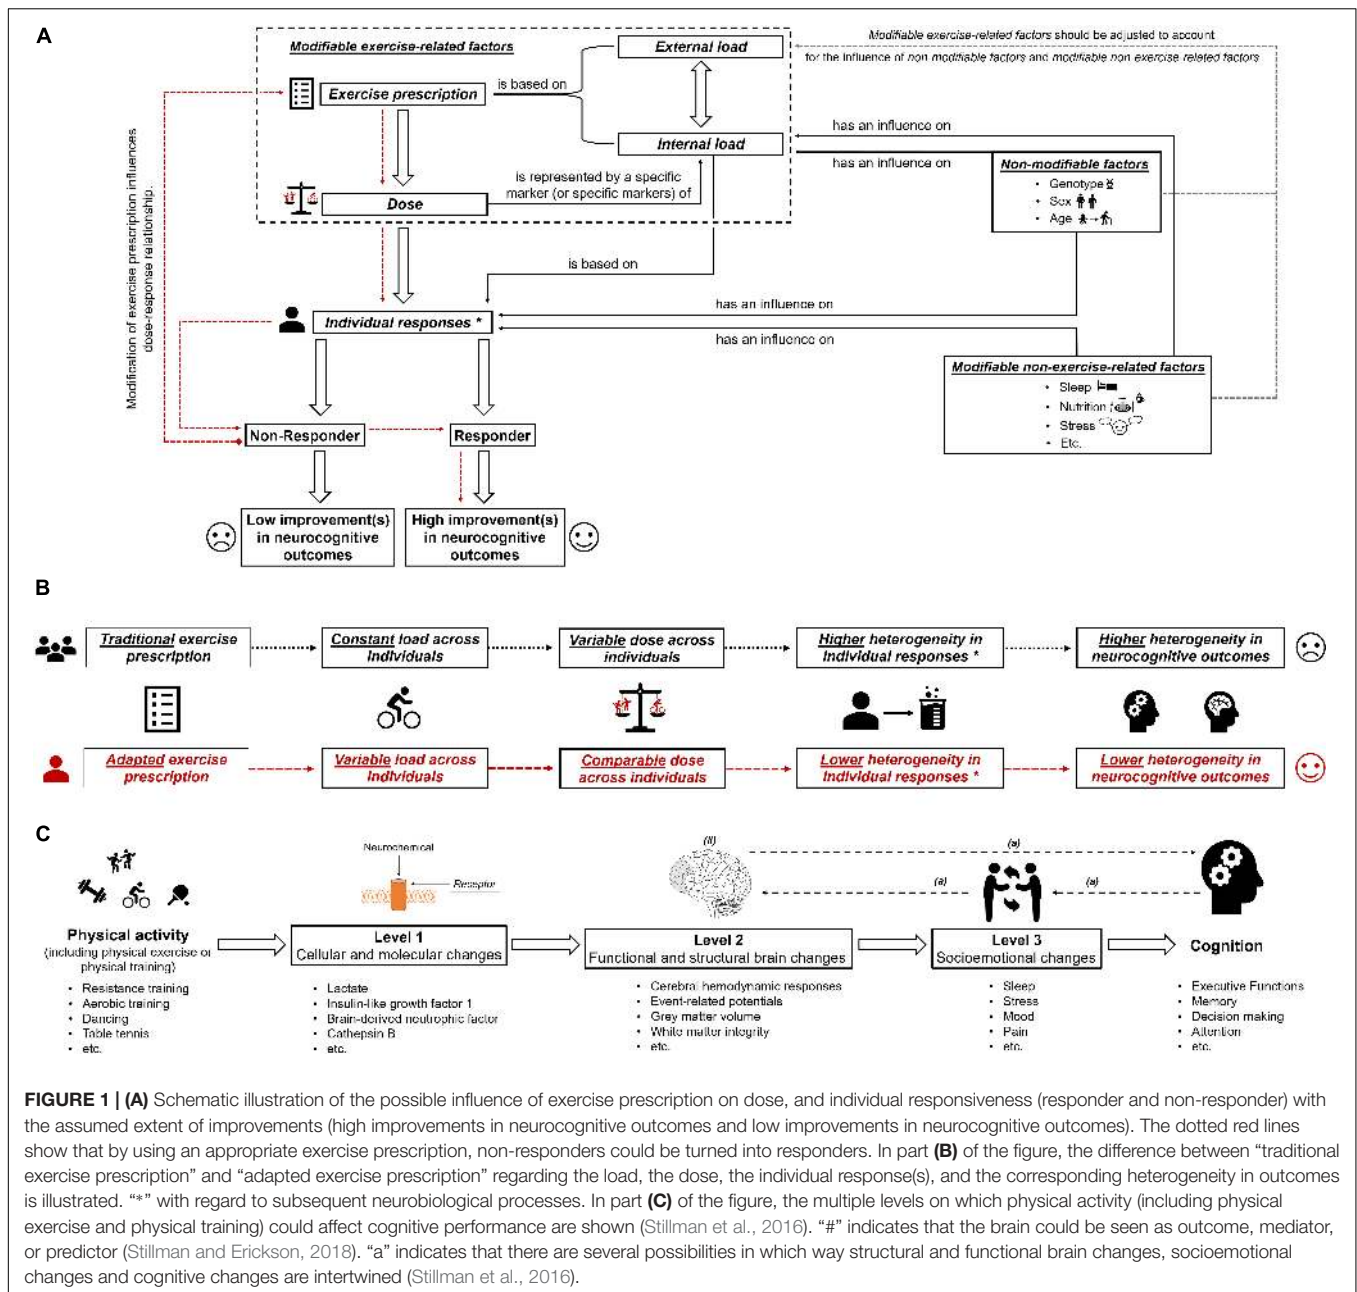 A
Modifiable exercise-related factors
External load
Modifiable exercise-related factors should be adjusted to account
for the influence of non modifiable factors and modifiable non exercise related factors
Exercise prescription
is based on
Internal load
has an influence on
has an influence on
Modification of exercise prescription influences
dose-response relationship.
is represented by a specific
marker (or specific markers) of
Dose
Non-modifiable factors
• Genotype
• Sex
• Age
is based on
has an influence on
Individual responses *
has an influence on
Modifiable non-exercise-related factors
• Sleep
• Nutrition
• Stress
• Etc.
Non-Responder
Responder
Low improvement(s)
in neurocognitive
outcomes
High improvement(s)
in neurocognitive
outcomes
B
Traditional exercise
prescription
Constant load across
individuals
Variable dose across
individuals
Higher heterogeneity in
Individual responses *
Higher heterogeneity in
neurocognitive outcomes
Adapted exercise
prescription
Variable load across
individuals
Comparable dose
across individuals
Lower heterogeneity in
Individual responses *
Lower heterogeneity in
neurocognitive outcomes
C
Neurochemical
Receptor
(#)
(a)
(a)
(a)
Physical activity
(including physical exercise or
physical training)
• Resistance training
• Aerobic training
• Dancing
• Table tennis
• etc.
Level 1
Cellular and molecular changes
• Lactate
• Insulin-like growth factor 1
• Brain-derived neutrophic factor
• Cathepsin B
• etc.
Level 2
Functional and structural brain changes
• Cerebral hemodynamic responses
• Event-related potentials
• Grey matter volume
• White matter integrity
• etc.
Level 3
Socioemotional changes
• Sleep
• Stress
• Mood
• Pain
• etc.
Cognition
• Executive Functions
• Memory
• Decision making
• Attention
• etc.
FIGURE 1 | (A) Schematic illustration of the possible influence of exercise prescription on dose, and individual responsiveness (responder and non-responder) with
the assumed extent of improvements (high improvements in neurocognitive outcomes and low improvements in neurocognitive outcomes). The dotted red lines
show that by using an appropriate exercise prescription, non-responders could be turned into responders. In part (B) of the figure, the difference between “traditional
exercise prescription” and “adapted exercise prescription” regarding the load, the dose, the individual response(s), and the corresponding heterogeneity in outcomes
is illustrated. “*” with regard to subsequent neurobiological processes. In part (C) of the figure, the multiple levels on which physical activity (including physical
exercise and physical training) could affect cognitive performance are shown (Stillman et al., 2016). “#” indicates that the brain could be seen as outcome, mediator,
or predictor (Stillman and Erickson, 2018). “a” indicates that there are several possibilities in which way structural and functional brain changes, socioemotional
changes and cognitive changes are intertwined (Stillman et al., 2016).